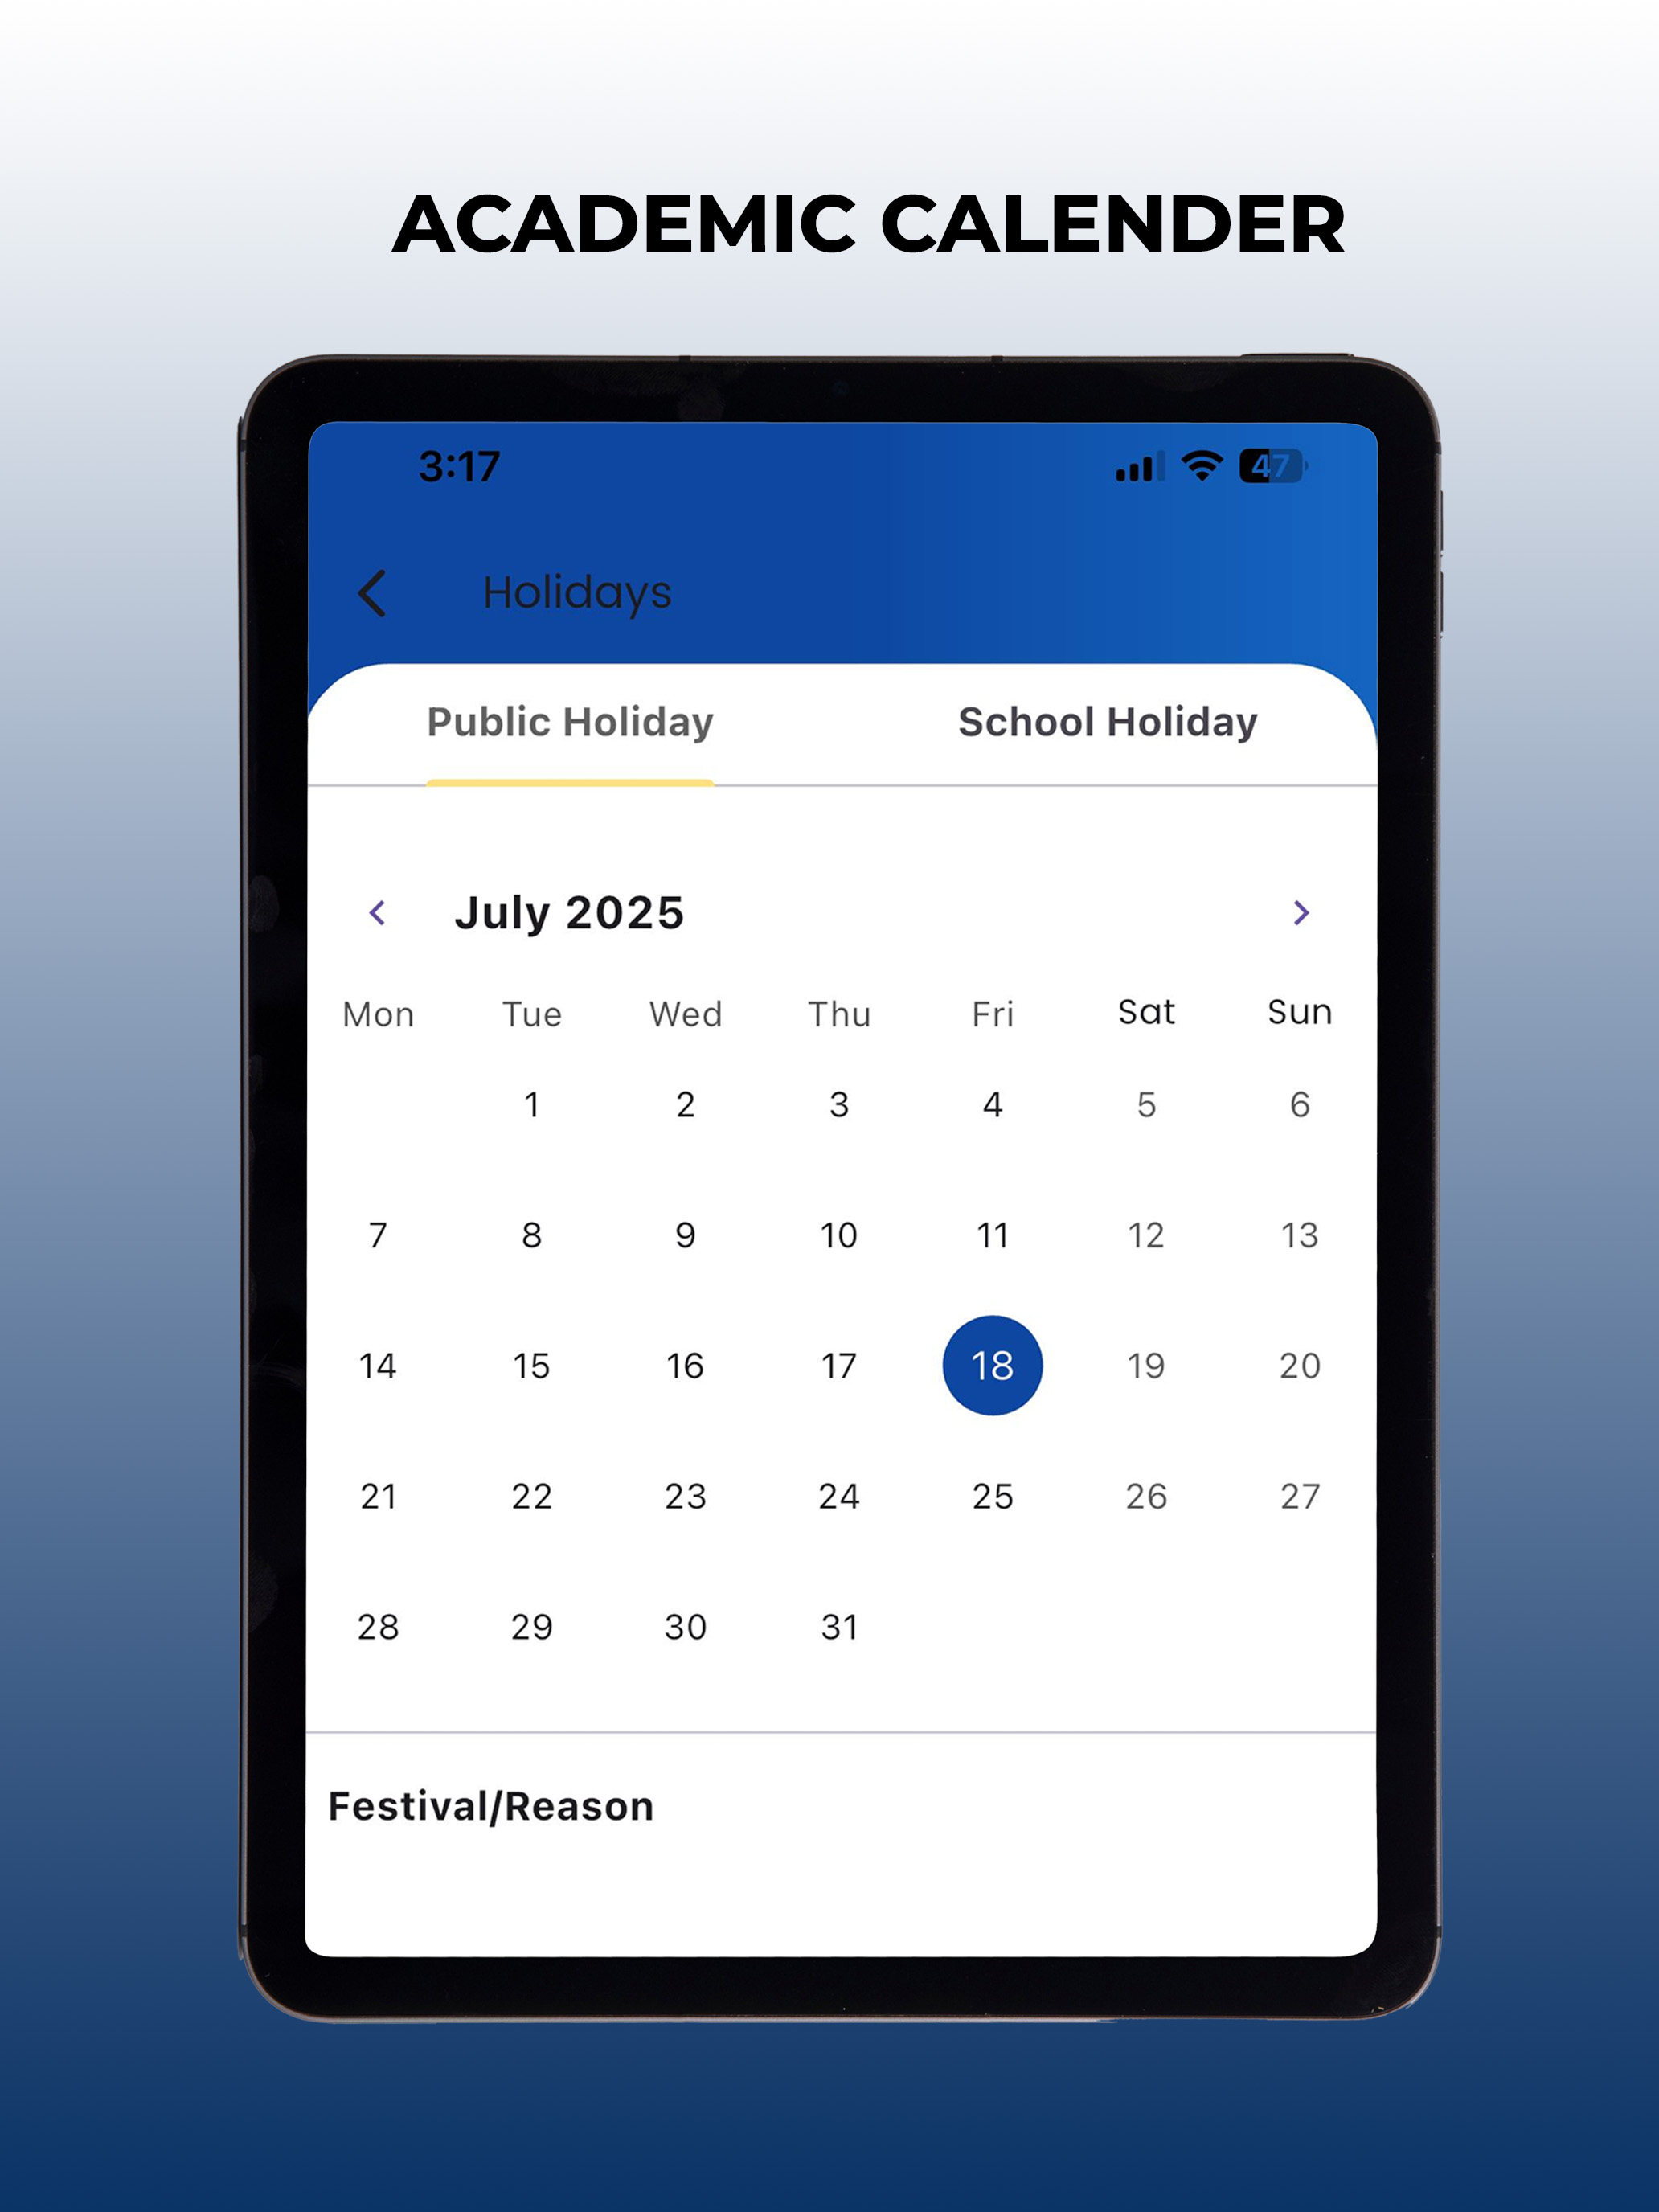 ACADEMIC CALENDER
3:17 47
Holidays
Public Holiday School Holiday
July 2025
Mon Tue Wed Thu Fri Sat Sun
1 2 3 4 5 6
7 8 9 10 11 12 13
14 15 16 17 18 19 20
21 22 23 24 25 26 27
28 29 30 31
Festival/Reason